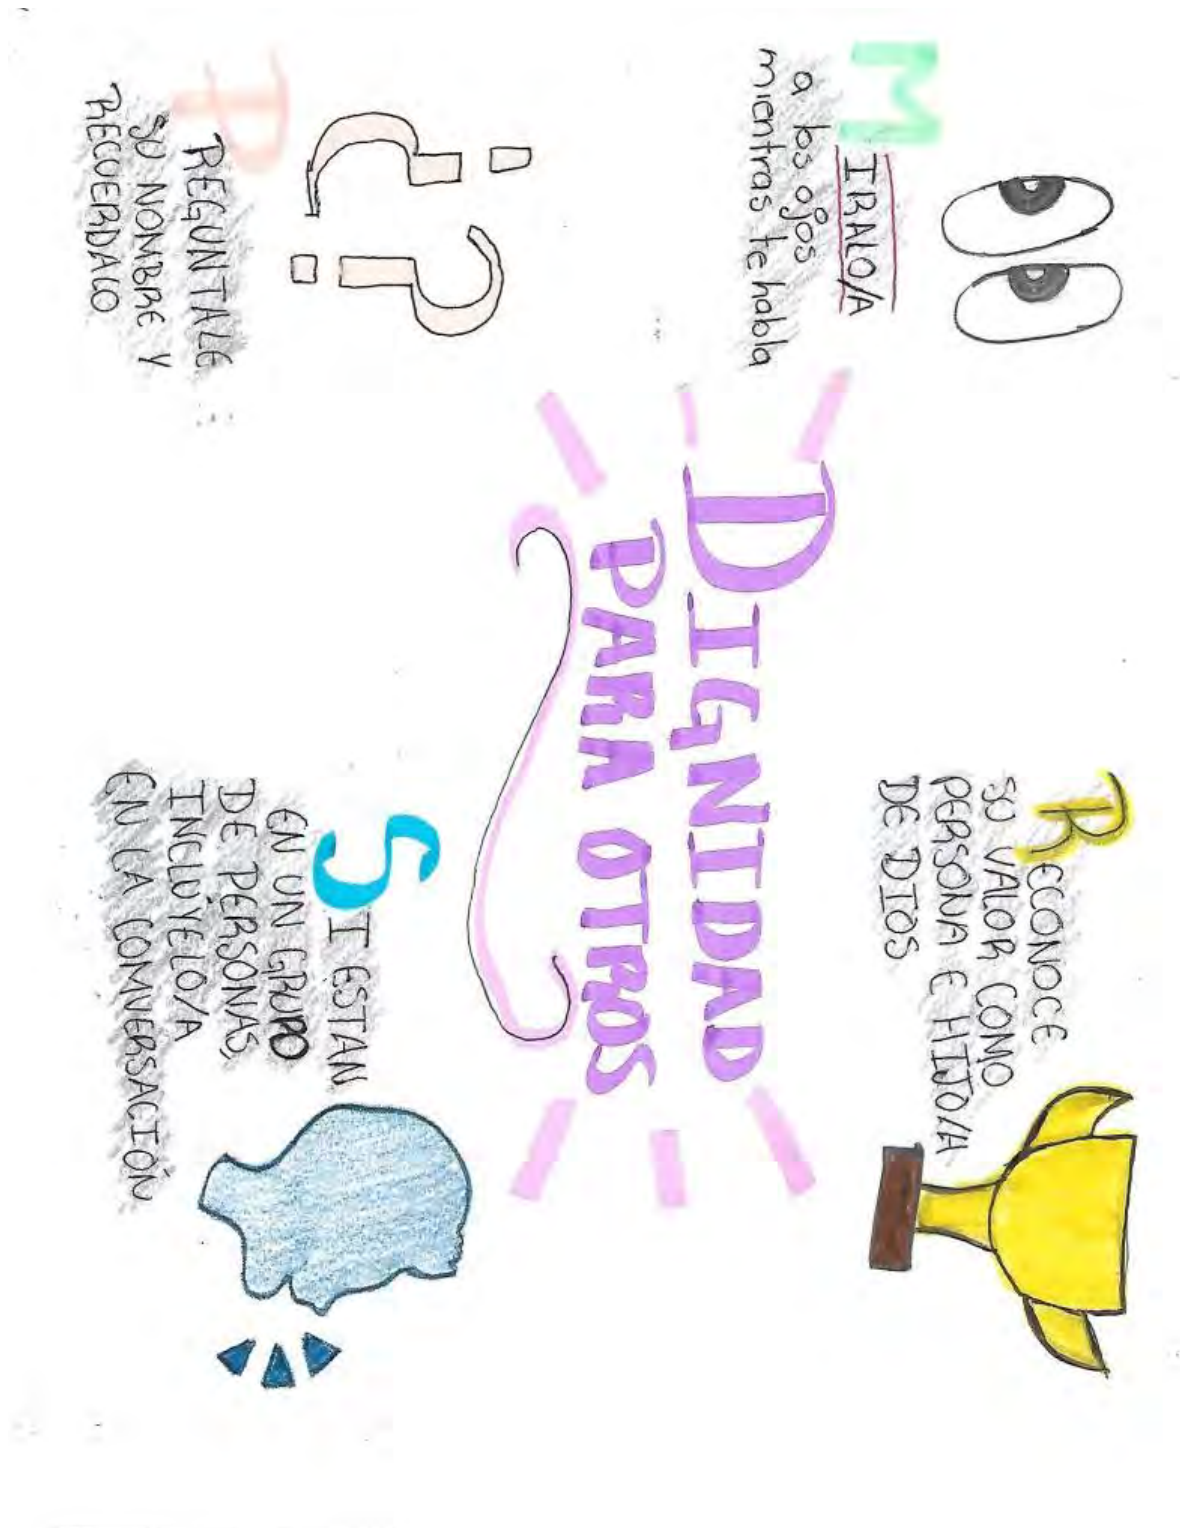 MIRALO/A
a los ojos
mientras te habla
RECONOCE
SU VALOR COMO
PERSONA E HIJO/A
DE DIOS
DIGNIDAD
PARA OTROS
¿?
PREGUNTALE
SU NOMBRE Y
RECUERDALO
SI ESTAN
EN UN GRUPO
DE PERSONAS,
INCLUYELO/A
EN LA COMVERSACIÓN